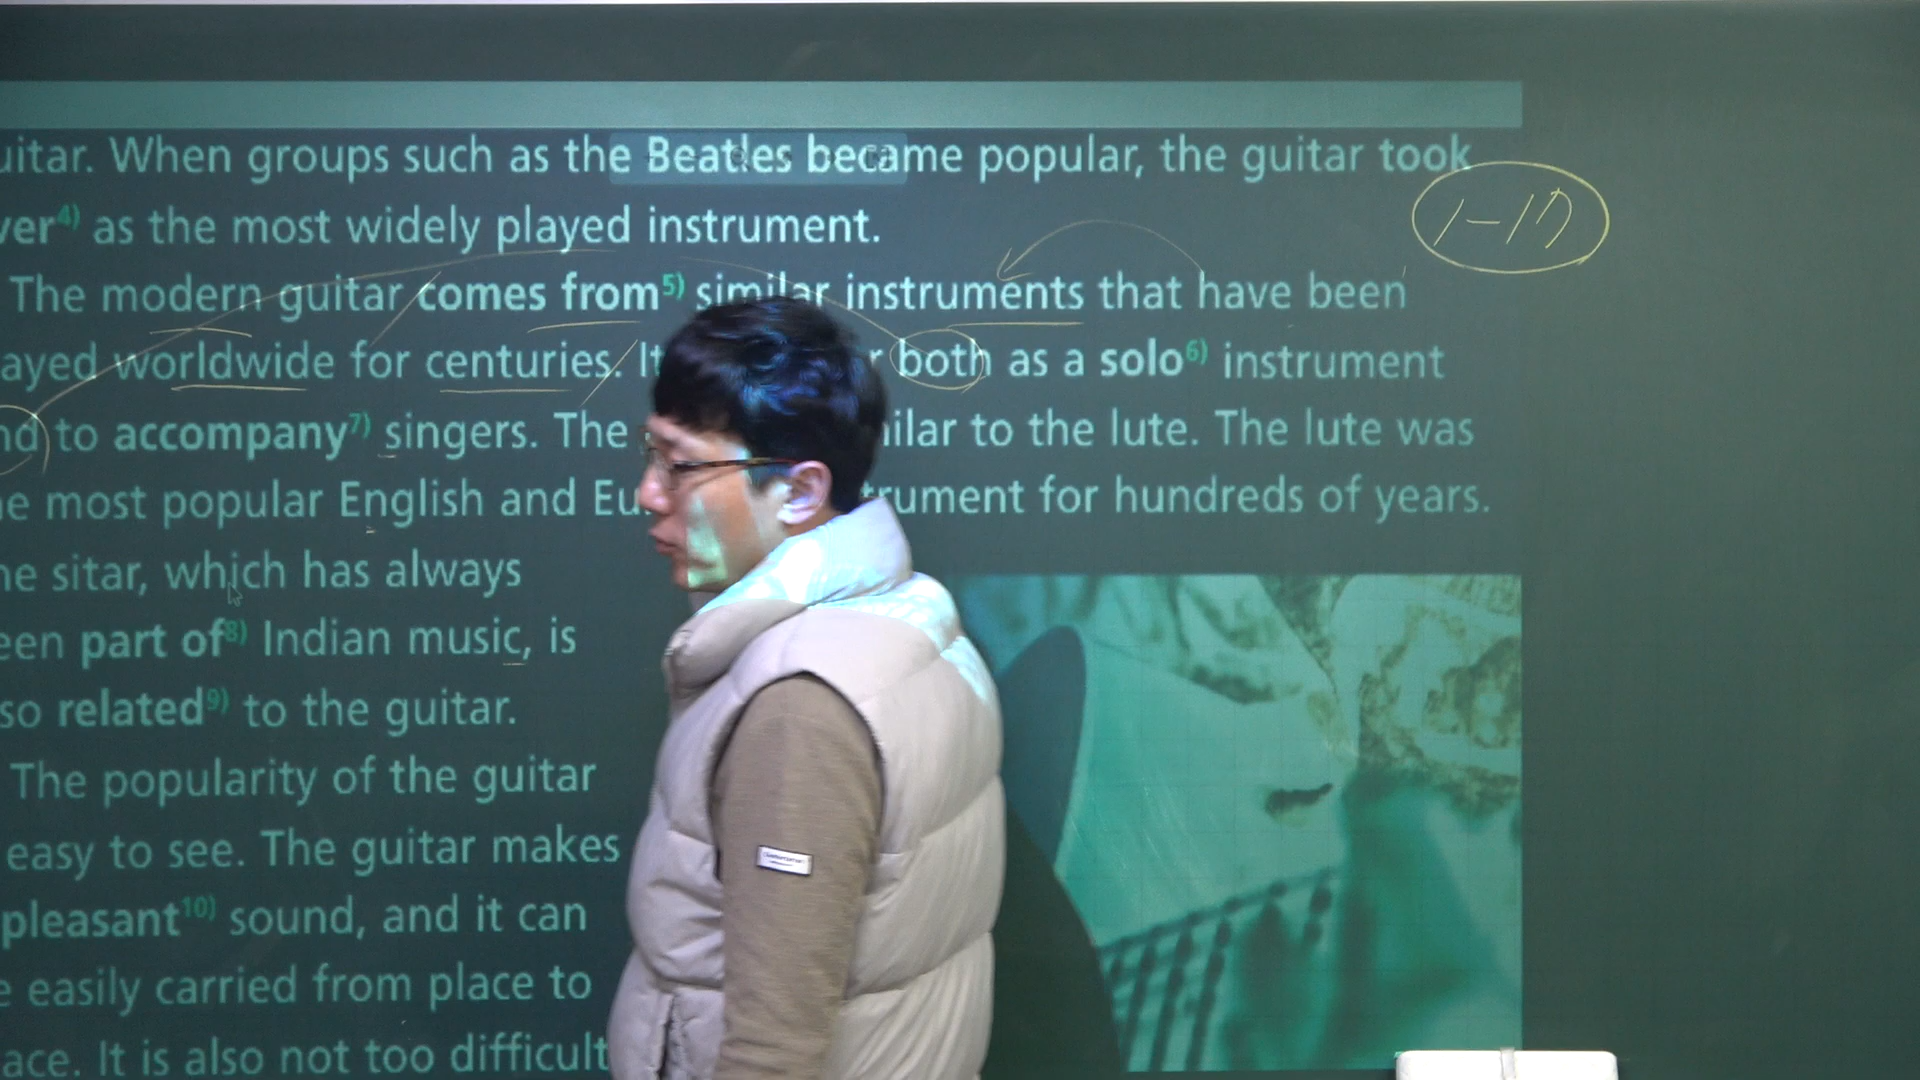 uitar. When groups such as the Beatles became popular, the guitar took
ver4) as the most widely played instrument.
1-17
The modern guitar comes from5) similar instruments that have been
ayed worldwide for centuries. It r both as a solo6) instrument
nd to accompany7) singers. The ilar to the lute. The lute was
e most popular English and Eu trument for hundreds of years.
he sitar, which has always
een part of8) Indian music, is
so related9) to the guitar.
The popularity of the guitar
easy to see. The guitar makes
pleasant10) sound, and it can
e easily carried from place to
ace. It is also not too difficult